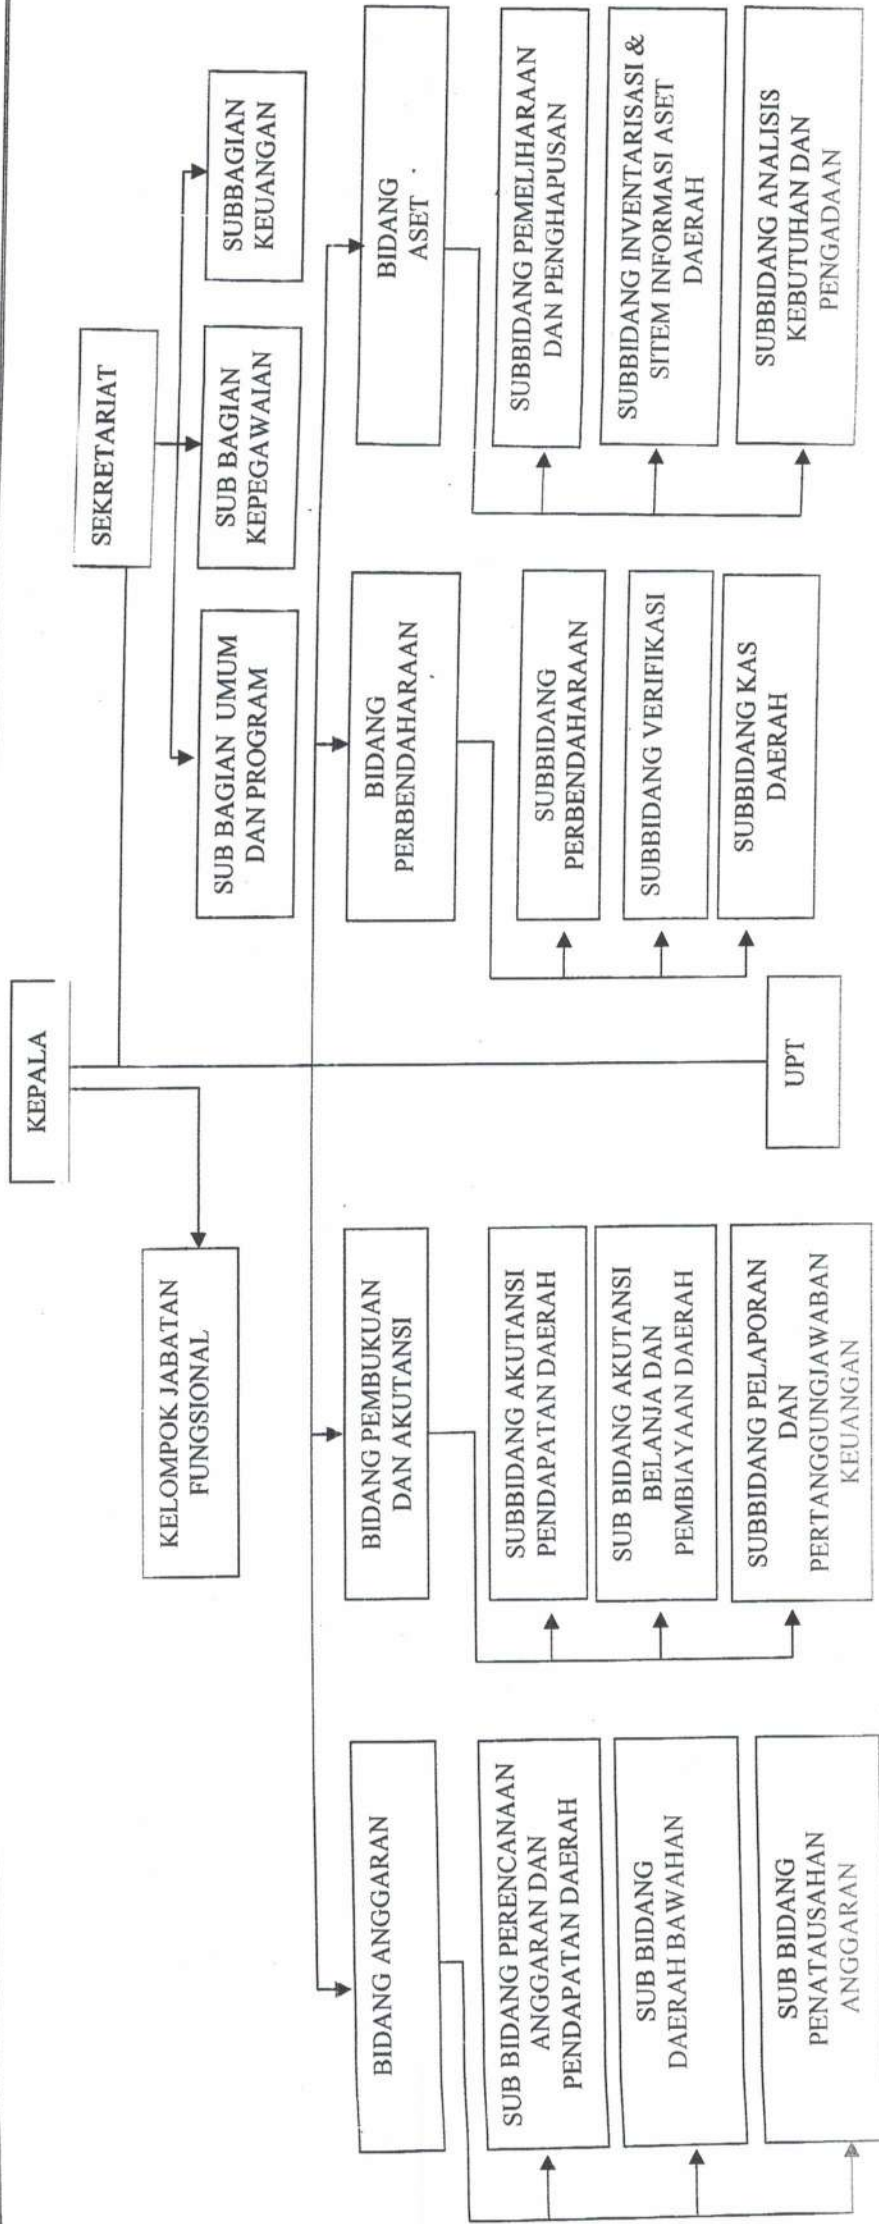 KEPALA
SEKRETARIAT
KELOMPOK JABATAN
FUNGSIONAL
SUB BAGIAN UMUM
DAN PROGRAM
SUB BAGIAN
KEPEGAWAIAN
SUBBAGIAN
KEUANGAN
BIDANG ANGGARAN
SUB BIDANG PERENCANAAN
ANGGARAN DAN
PENDAPATAN DAERAH
SUB BIDANG
DAERAH BAWAHAN
SUB BIDANG
PENATAUSAHAN
ANGGARAN
BIDANG PEMBUKUAN
DAN AKUTANSI
SUBBIDANG AKUTANSI
PENDAPATAN DAERAH
SUB BIDANG AKUTANSI
BELANJA DAN
PEMBIAYAAN DAERAH
SUBBIDANG PELAPORAN
DAN
PERTANGGUNGJAWABAN
KEUANGAN
BIDANG
PERBENDAHARAAN
SUBBIDANG
PERBENDAHARAAN
SUBBIDANG VERIFIKASI
SUBBIDANG KAS
DAERAH
BIDANG
ASET
SUBBIDANG PEMELIHARAAN
DAN PENGHAPUSAN
SUBBIDANG INVENTARISASI &
SITEM INFORMASI ASET
DAERAH
SUBBIDANG ANALISIS
KEBUTUHAN DAN
PENGADAAN
UPT